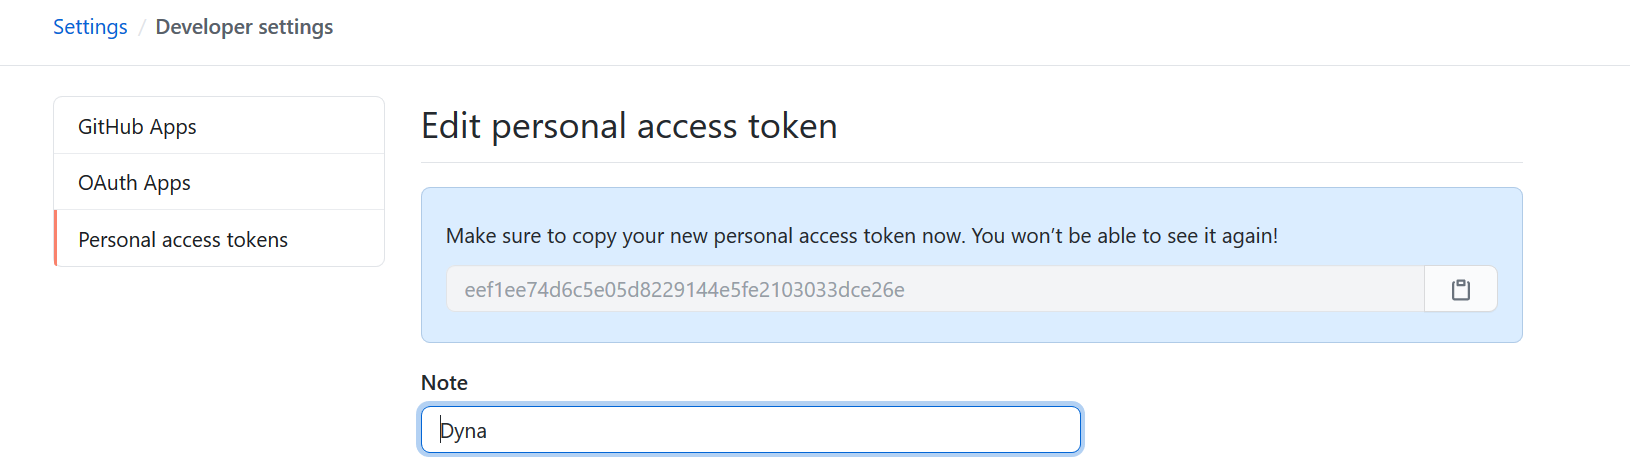 Settings / Developer settings
GitHub Apps
OAuth Apps
Personal access tokens
Edit personal access token
Make sure to copy your new personal access token now. You won’t be able to see it again!
eef1ee74d6c5e05d8229144e5fe2103033dce26e
Note
Dyna